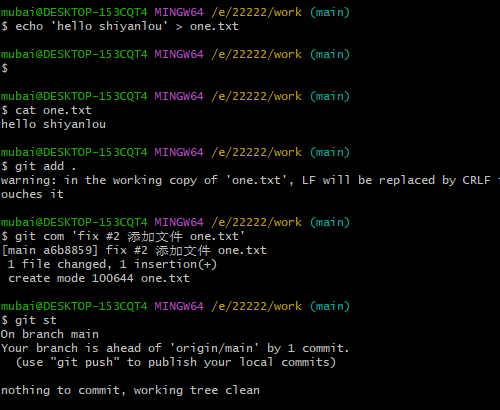 mubai@DESKTOP-153CQT4 MINGW64 /e/22222/work (main)
$ echo 'hello shiyanlou' > one.txt
mubai@DESKTOP-153CQT4 MINGW64 /e/22222/work (main)
$
mubai@DESKTOP-153CQT4 MINGW64 /e/22222/work (main)
$ cat one.txt
hello shiyanlou
mubai@DESKTOP-153CQT4 MINGW64 /e/22222/work (main)
$ git add .
warning: in the working copy of 'one.txt', LF will be replaced by CRLF
ouches it
mubai@DESKTOP-153CQT4 MINGW64 /e/22222/work (main)
$ git com 'fix #2 添加文件 one.txt'
[main a6b8859] fix #2 添加文件 one.txt
1 file changed, 1 insertion(+)
create mode 100644 one.txt
mubai@DESKTOP-153CQT4 MINGW64 /e/22222/work (main)
$ git st
On branch main
Your branch is ahead of 'origin/main' by 1 commit.
(use "git push" to publish your local commits)
nothing to commit, working tree clean